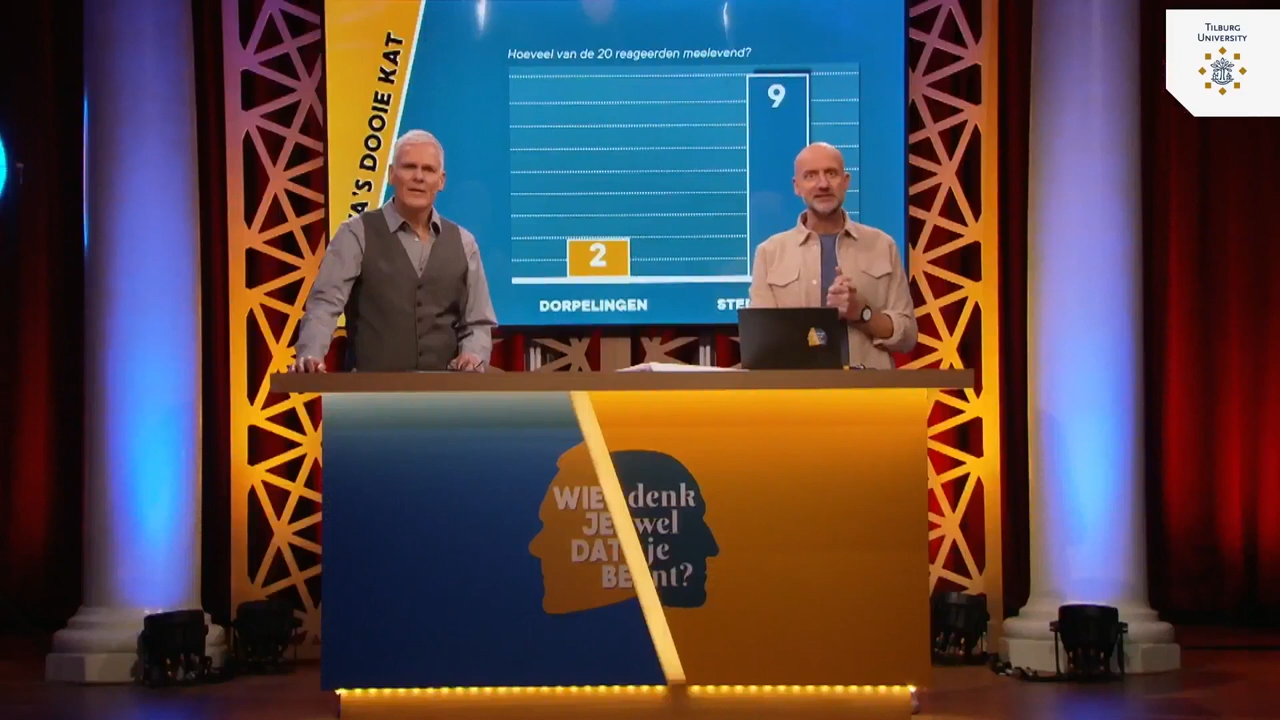 TILBURG
UNIVERSITY
A'S DOOIE KAT
Hoeveel van de 20 reageerden meelevend?
9
2
DORPELINGEN
WIE denk
JE wel
DAT je
BENT?